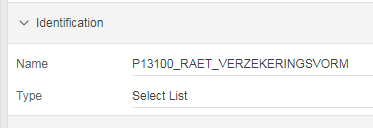 Identification
Name P13100_RAET_VERZEKERINGSVORM
Type Select List